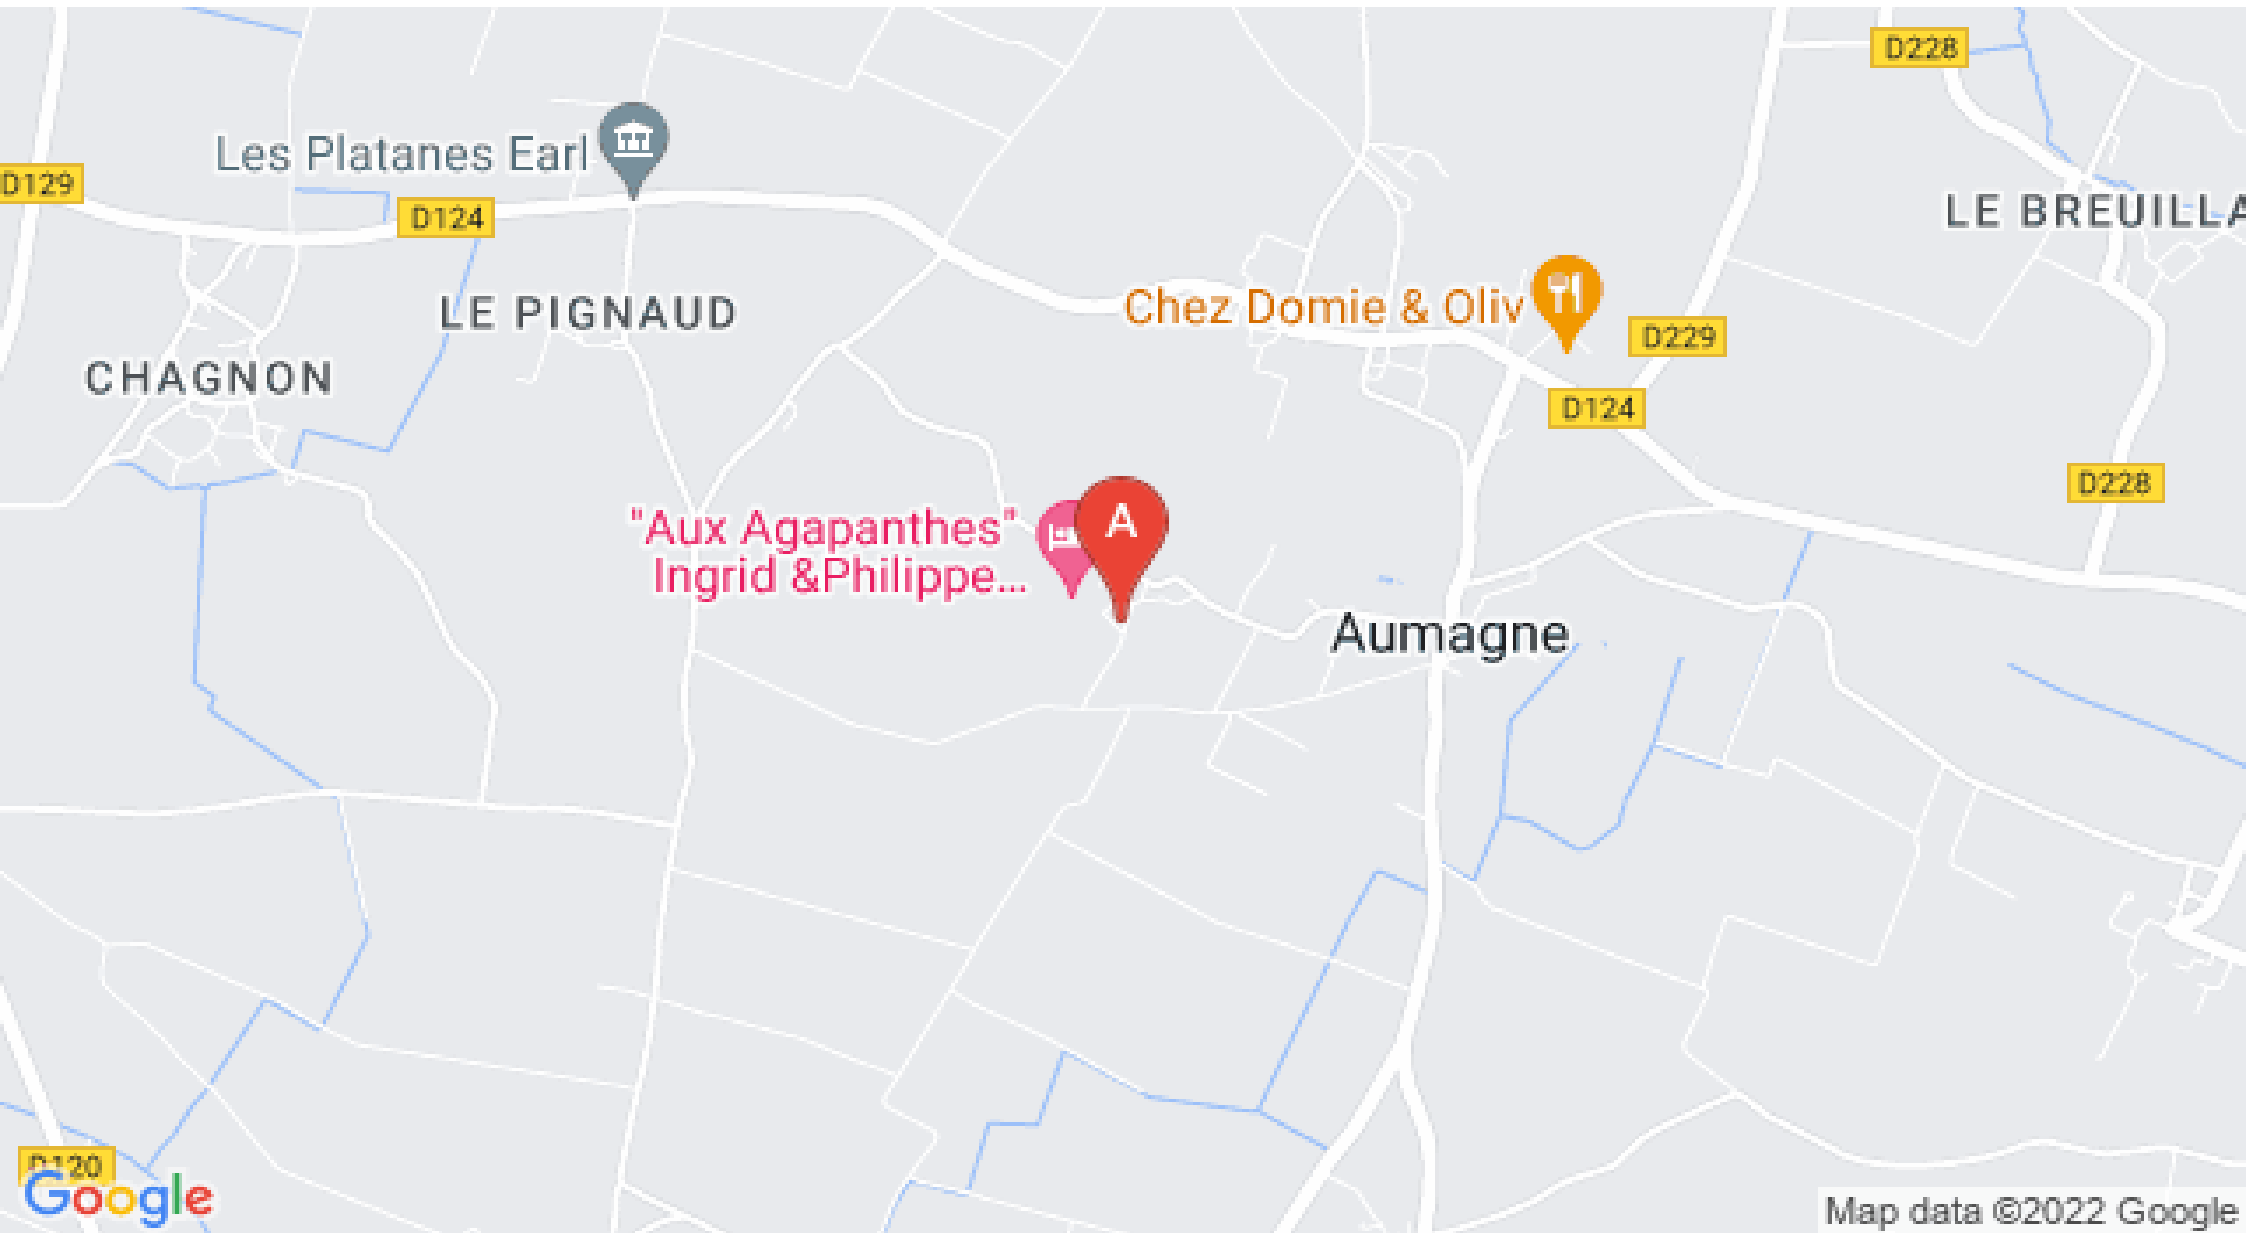 D228
Les Platanes Earl
D129
D124
LE BREUILLA
Chez Domie & Oliv
LE PIGNAUD
D229
CHAGNON
D124
D228
A
"Aux Agapanthes"
Ingrid &Philippe...
Aumagne
D120
Google
Map data ©2022 Google